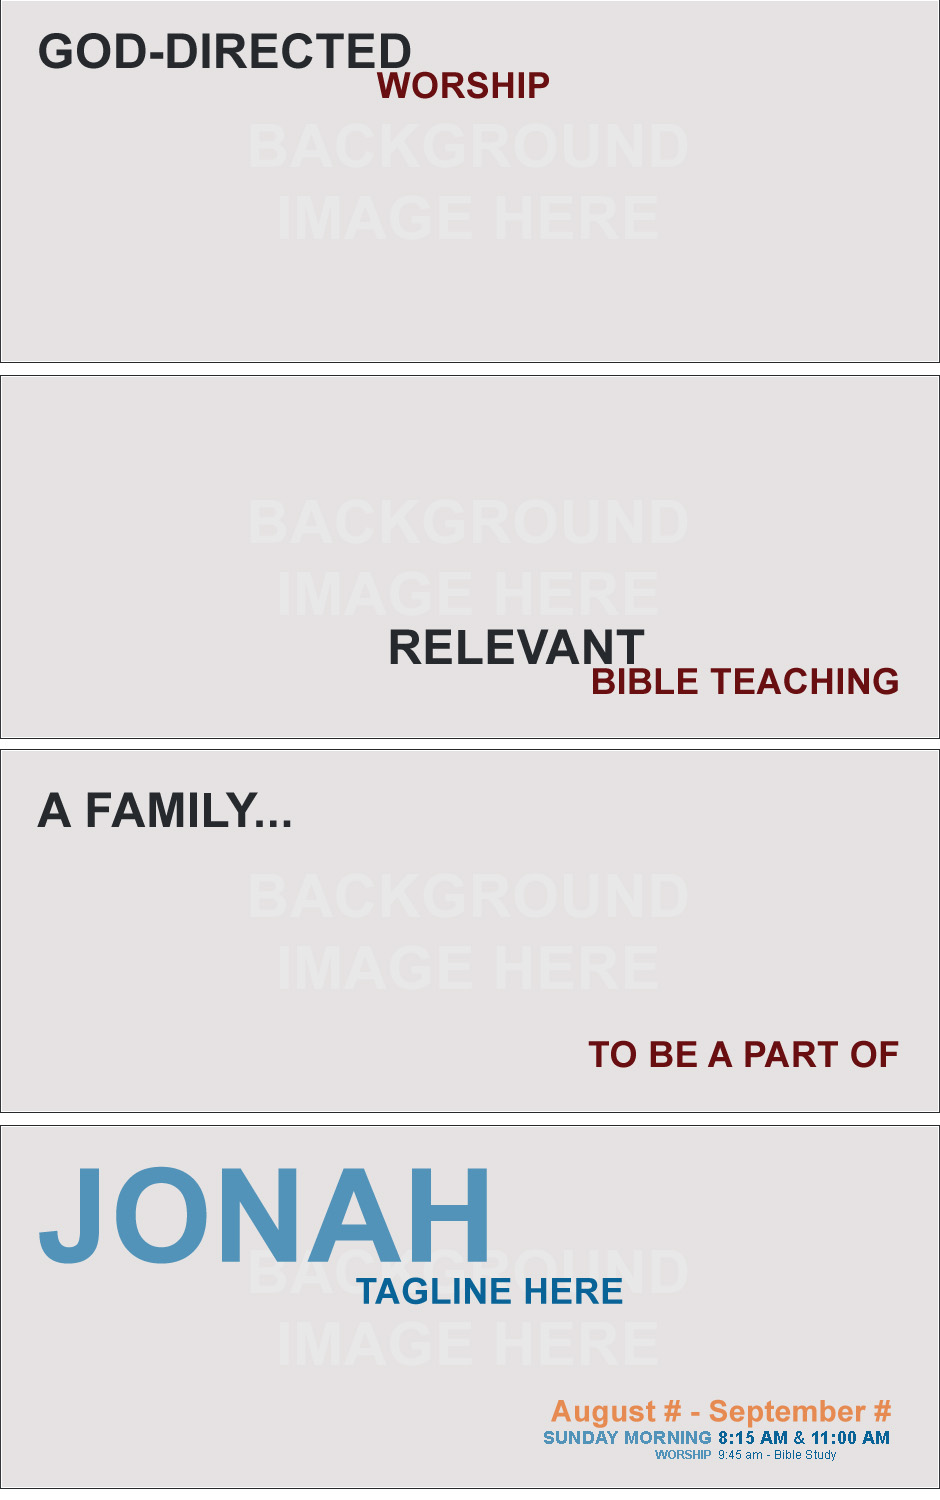 GOD-DIRECTED
WORSHIP
BACKGROUND
IMAGE HERE
BACKGROUND
IMAGE HERE
RELEVANT
BIBLE TEACHING
A FAMILY...
BACKGROUND
IMAGE HERE
TO BE A PART OF
JONAH
BACKGROUND
TAGLINE HERE
IMAGE HERE
August # - September #
SUNDAY MORNING 8:15 AM & 11:00 AM
WORSHIP 9:45 am - Bible Study